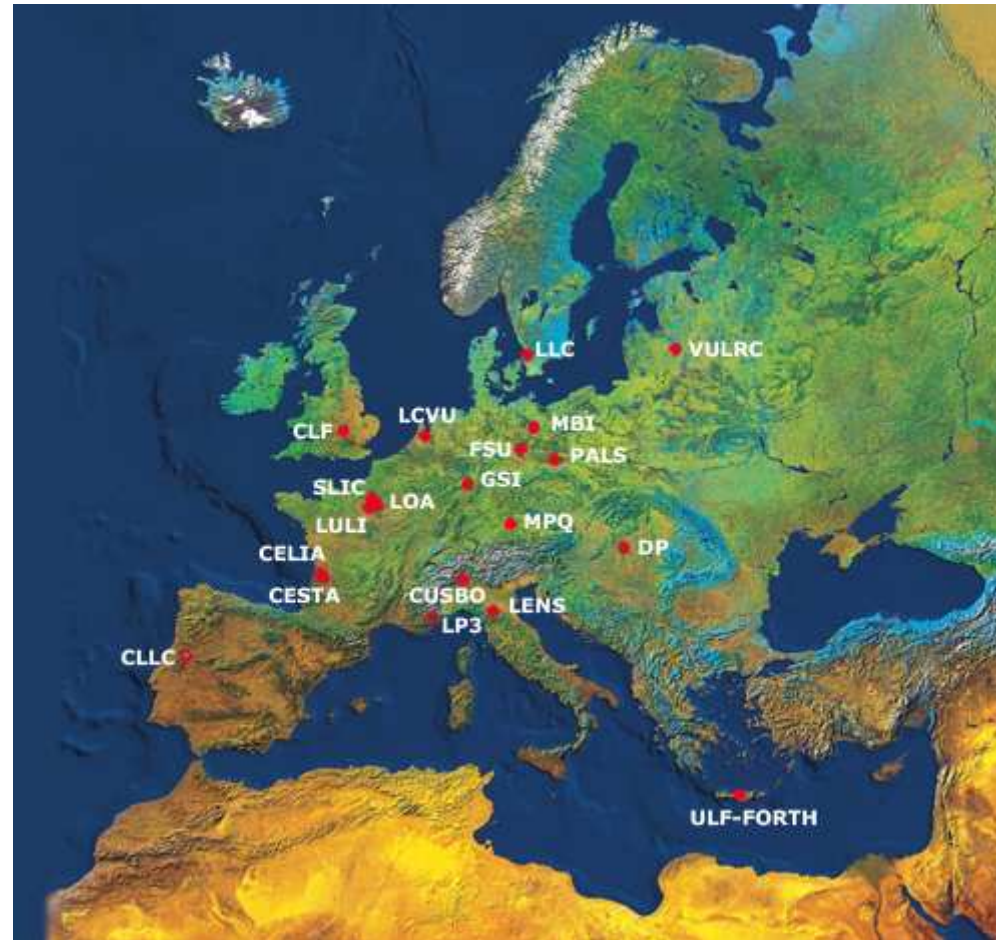 LLC
VULRC
LCVU
CLF
MBI
FSU
PALS
SLIC
GSI
LOA
LULI
MPQ
CELIA
DP
CESTA
CUSBO
LENS
LP3
CLLC
ULF-FORTH